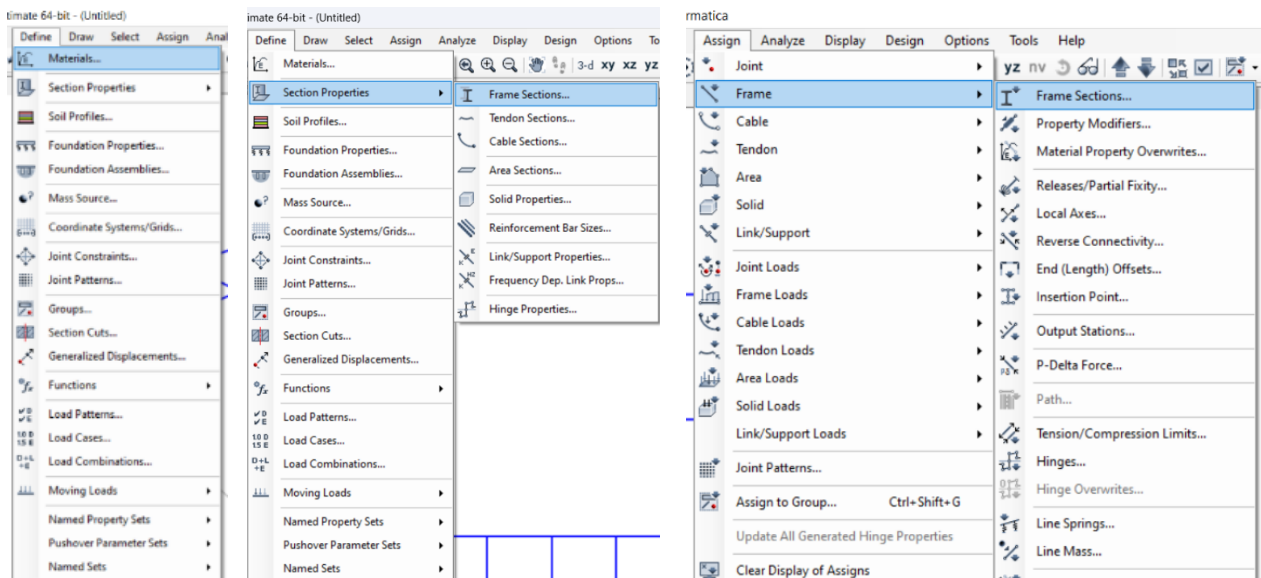 timate 64-bit - (Untitled)
Define Draw Select Assign Anal
Materials...
Section Properties
Soil Profiles...
Foundation Properties...
Foundation Assemblies...
Mass Source...
Coordinate Systems/Grids...
Joint Constraints...
Joint Patterns...
Groups...
Section Cuts...
Generalized Displacements...
Functions
Load Patterns...
Load Cases...
Load Combinations...
Moving Loads
Named Property Sets
Pushover Parameter Sets
Named Sets
imate 64-bit - (Untitled)
Define Draw Select Assign Analyze Display Design Options To
3-d xy xz yz
Materials...
Section Properties
Soil Profiles...
Foundation Properties...
Foundation Assemblies...
Mass Source...
Coordinate Systems/Grids...
Joint Constraints...
Joint Patterns...
Groups...
Section Cuts...
Generalized Displacements...
Functions
Load Patterns...
Load Cases...
Load Combinations...
Moving Loads
Named Property Sets
Pushover Parameter Sets
Named Sets
Frame Sections...
Tendon Sections...
Cable Sections...
Area Sections...
Solid Properties...
Reinforcement Bar Sizes...
Link/Support Properties...
Frequency Dep. Link Props...
Hinge Properties...
rmatica
Assign Analyze Display Design Options Tools Help
yz nv
Joint
Frame
Cable
Tendon
Area
Solid
Link/Support
Joint Loads
Frame Loads
Cable Loads
Tendon Loads
Area Loads
Solid Loads
Link/Support Loads
Joint Patterns...
Assign to Group... Ctrl+Shift+G
Update All Generated Hinge Properties
Clear Display of Assigns
Frame Sections...
Property Modifiers...
Material Property Overwrites...
Releases/Partial Fixity...
Local Axes...
Reverse Connectivity...
End (Length) Offsets...
Insertion Point...
Output Stations...
P-Delta Force...
Path...
Tension/Compression Limits...
Hinges...
Hinge Overwrites...
Line Springs...
Line Mass...